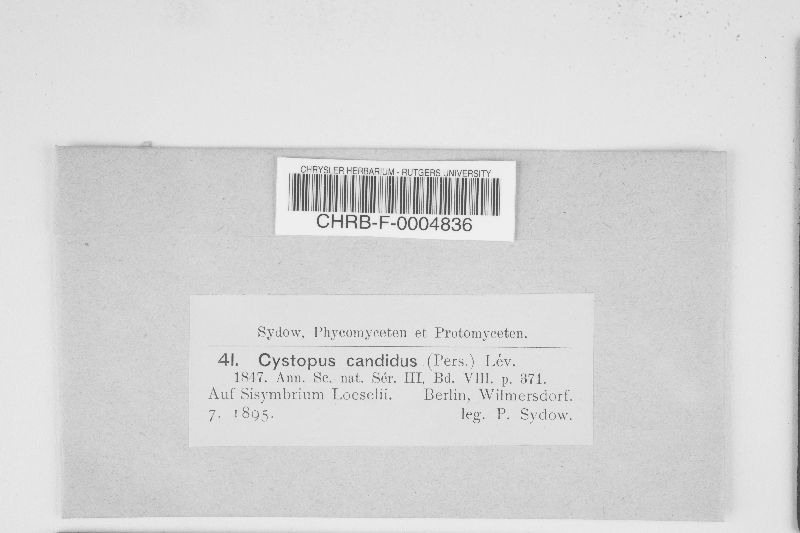 CHRYSLER HERBARIUM - RUTGERS UNIVERSITY
CHRB-F-0004836
Sydow, Phycomyceten et Protomyceten.
41. Cystopus candidus (Pers.) Lév.
1847. Ann. Sc. nat. Sér. III, Bd. VIII. p. 371.
Auf Sisymbrium Loeselii. Berlin, Wilmersdorf.
7. 1895. leg. P. Sydow.